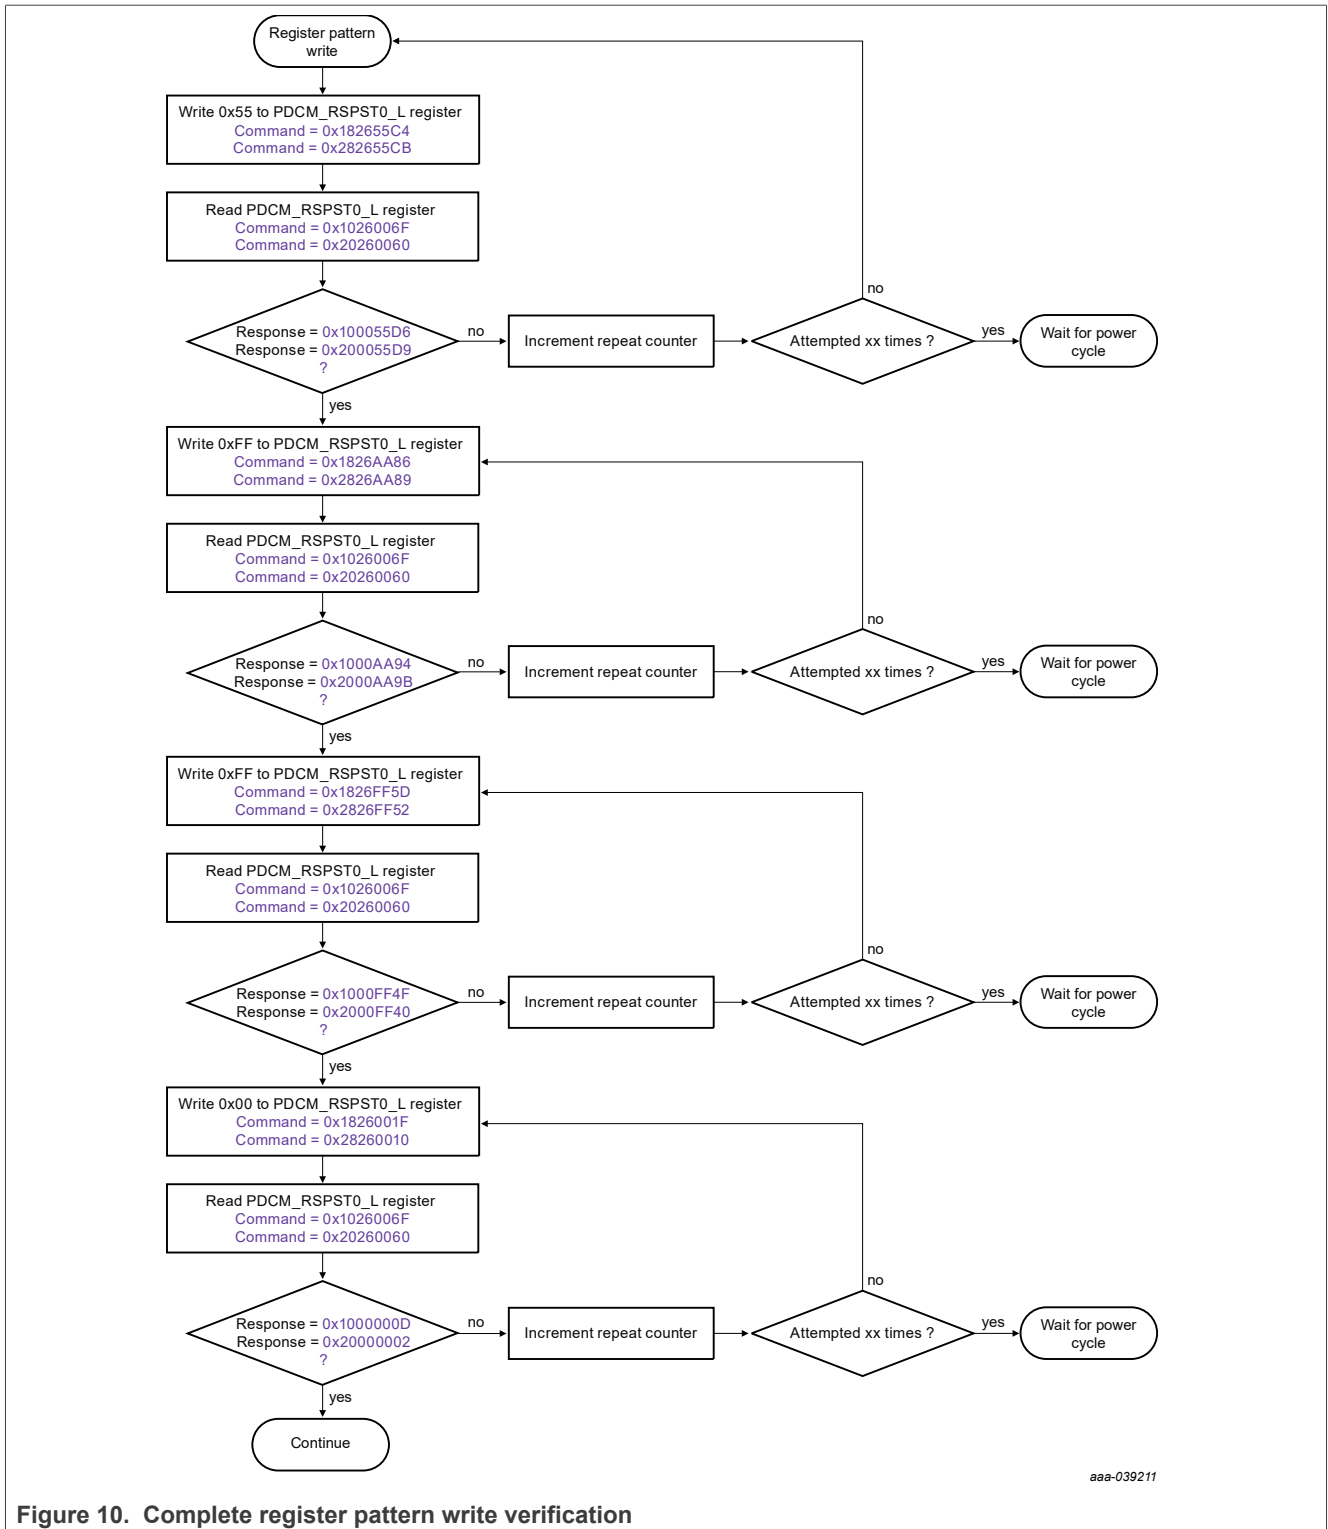 Register pattern
write
Write 0x55 to PDCM_RSPST0_L register
Command = 0x182655C4
Command = 0x282655CB
Read PDCM_RSPST0_L register
Command = 0x1026006F
Command = 0x20260060
Response = 0x100055D6
Response = 0x200055D9
?
no
Increment repeat counter
Attempted xx times ?
no
yes
Wait for power
cycle
yes
Write 0xFF to PDCM_RSPST0_L register
Command = 0x1826AA86
Command = 0x2826AA89
Read PDCM_RSPST0_L register
Command = 0x1026006F
Command = 0x20260060
Response = 0x1000AA94
Response = 0x2000AA9B
?
no
Increment repeat counter
Attempted xx times ?
no
yes
Wait for power
cycle
yes
Write 0xFF to PDCM_RSPST0_L register
Command = 0x1826FF5D
Command = 0x2826FF52
Read PDCM_RSPST0_L register
Command = 0x1026006F
Command = 0x20260060
Response = 0x1000FF4F
Response = 0x2000FF40
?
no
Increment repeat counter
Attempted xx times ?
no
yes
Wait for power
cycle
yes
Write 0x00 to PDCM_RSPST0_L register
Command = 0x1826001F
Command = 0x28260010
Read PDCM_RSPST0_L register
Command = 0x1026006F
Command = 0x20260060
Response = 0x1000000D
Response = 0x20000002
?
no
Increment repeat counter
Attempted xx times ?
no
yes
Wait for power
cycle
yes
Continue
aaa-039211
Figure 10. Complete register pattern write verification